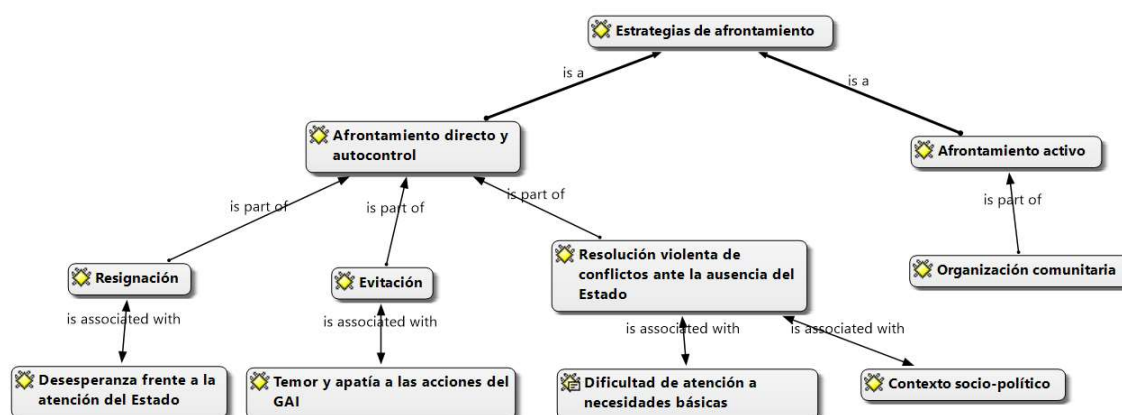 Estrategias de afrontamiento
is a
is a
Afrontamiento directo y
autocontrol
Afrontamiento activo
is part of
is part of
is part of
is part of
Resignación
Evitación
Resolución violenta de
conflictos ante la ausencia del
Estado
Organización comunitaria
is associated with
is associated with
is associated with
is associated with
Desesperanza frente a la
atención del Estado
Temor y apatía a las acciones del
GAI
Dificultad de atención a
necesidades básicas
Contexto socio-político